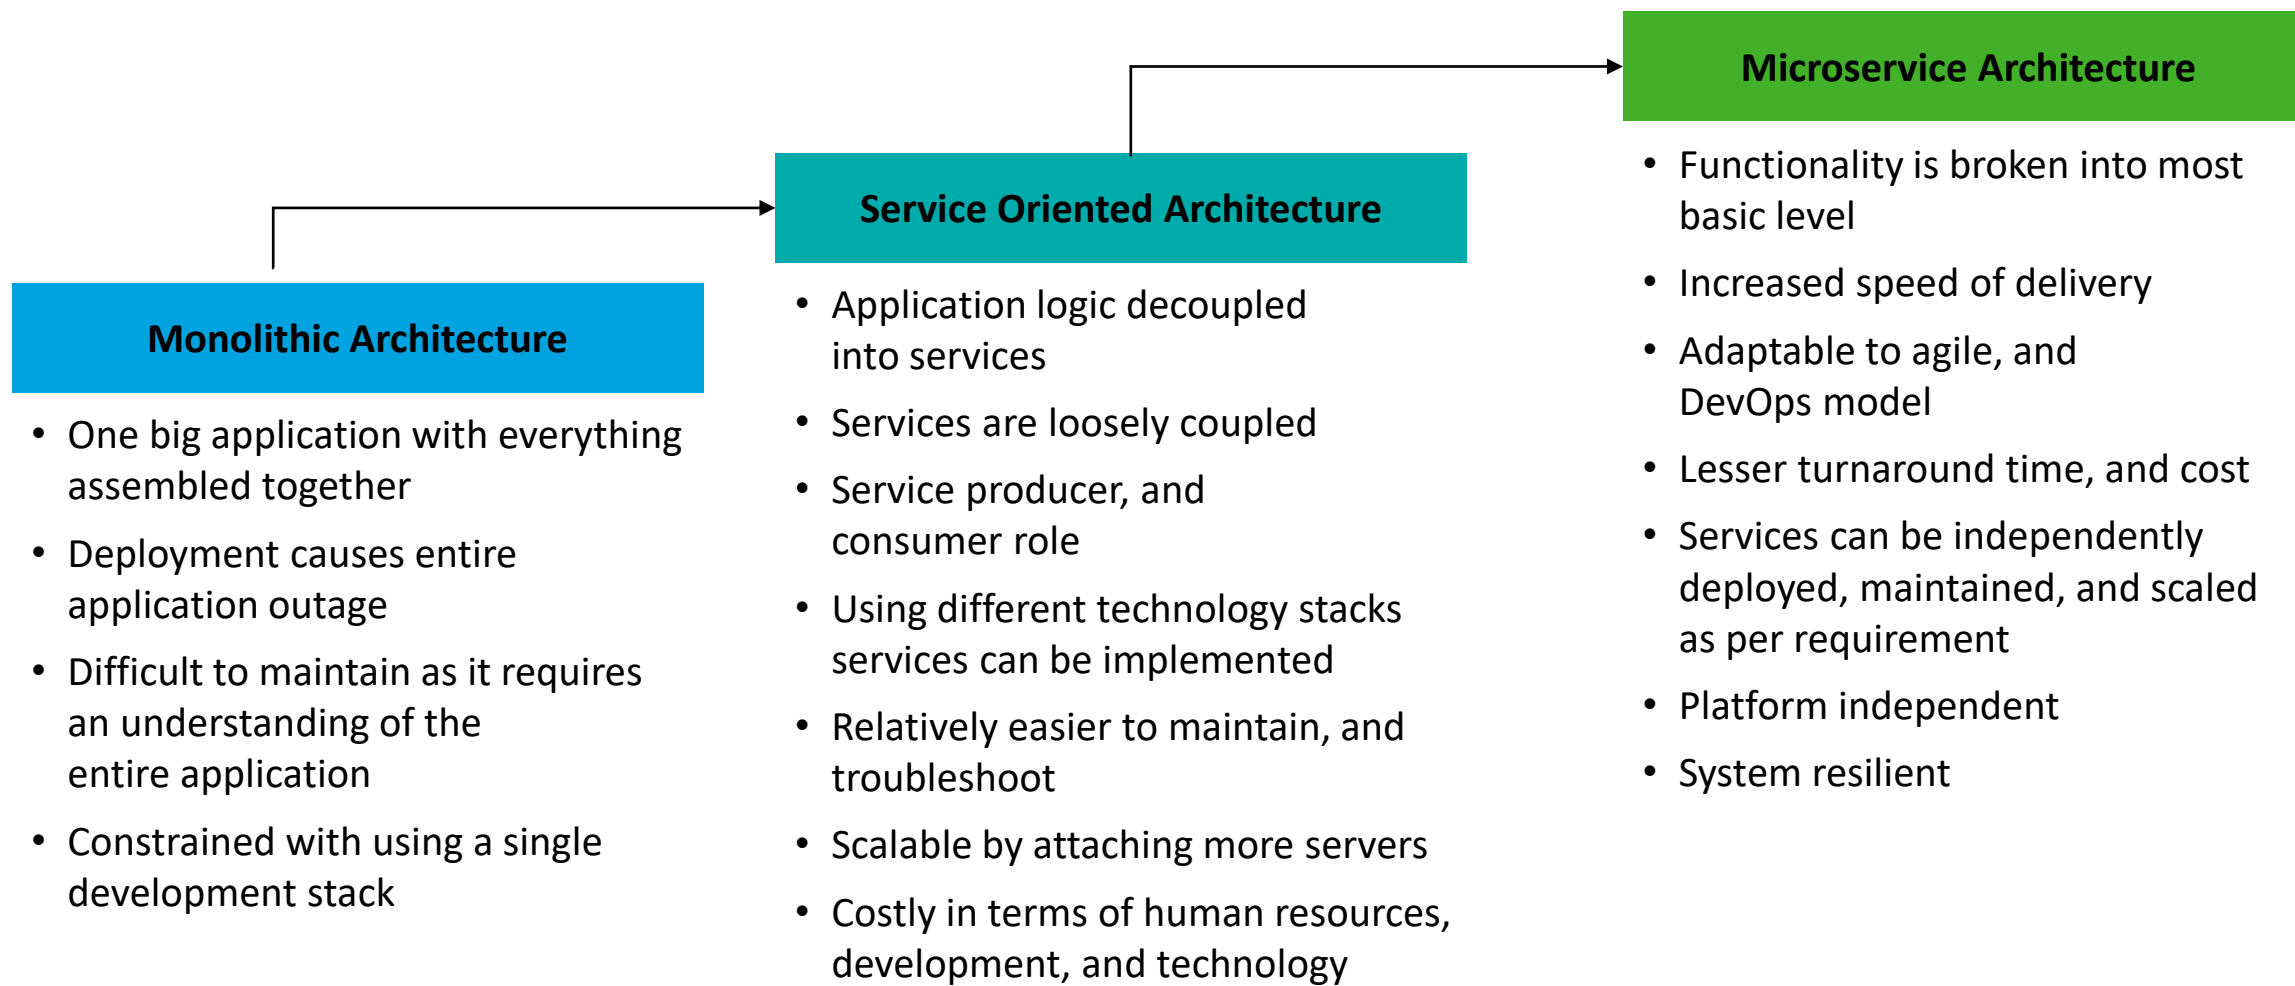 Monolithic Architecture
• One big application with everything
assembled together
• Deployment causes entire
application outage
• Difficult to maintain as it requires
an understanding of the
entire application
• Constrained with using a single
development stack
Service Oriented Architecture
• Application logic decoupled
into services
• Services are loosely coupled
• Service producer, and
consumer role
• Using different technology stacks
services can be implemented
• Relatively easier to maintain, and
troubleshoot
• Scalable by attaching more servers
• Costly in terms of human resources,
development, and technology
Microservice Architecture
• Functionality is broken into most
basic level
• Increased speed of delivery
• Adaptable to agile, and
DevOps model
• Lesser turnaround time, and cost
• Services can be independently
deployed, maintained, and scaled
as per requirement
• Platform independent
• System resilient